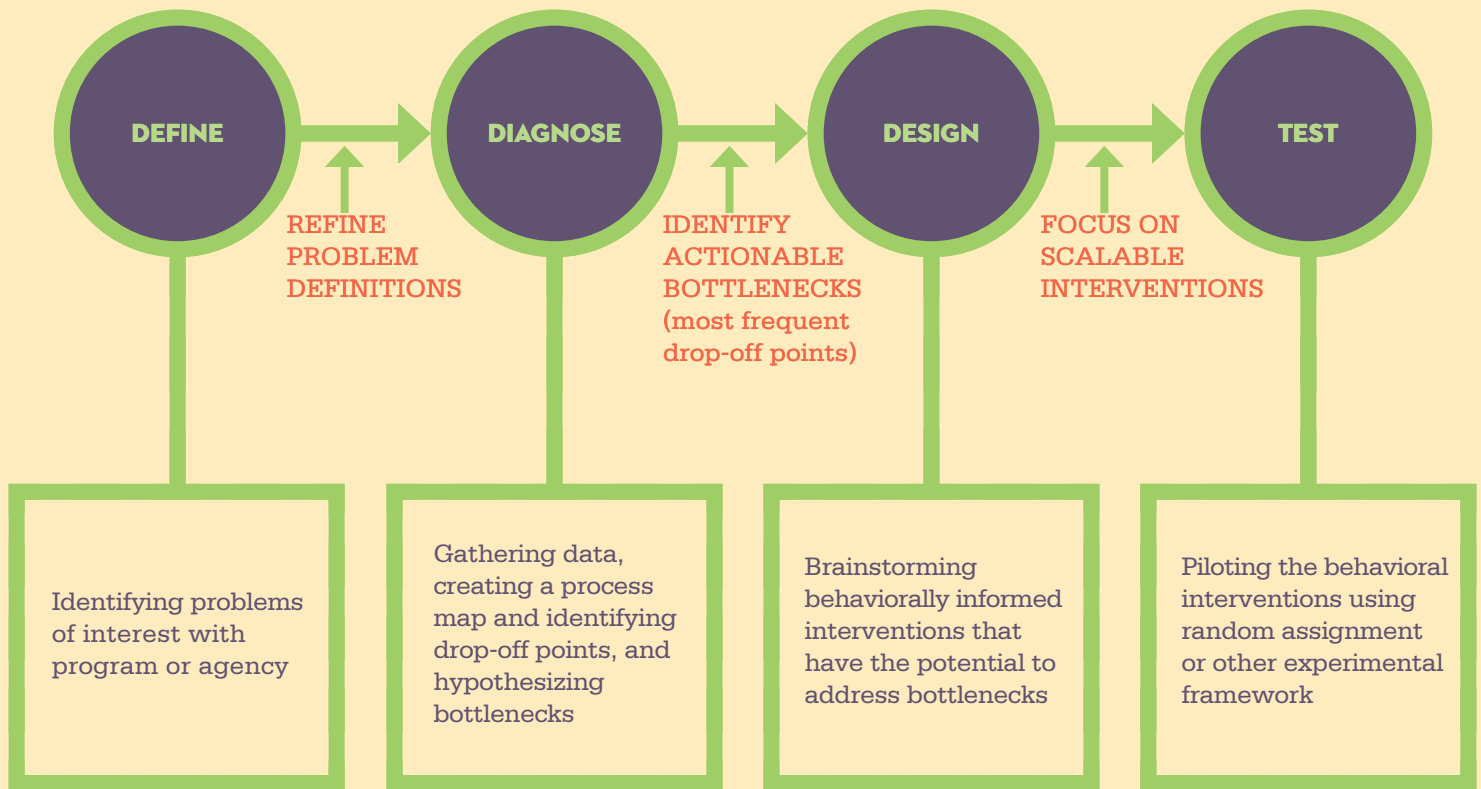 DEFINE
DIAGNOSE
DESIGN
TEST
REFINE
PROBLEM
DEFINITIONS
IDENTIFY
ACTIONABLE
BOTTLENECKS
(most frequent
drop-off points)
FOCUS ON
SCALABLE
INTERVENTIONS
Identifying problems
of interest with
program or agency
Gathering data,
creating a process
map and identifying
drop-off points, and
hypothesizing
bottlenecks
Brainstorming
behaviorally informed
interventions that
have the potential to
address bottlenecks
Piloting the behavioral
interventions using
random assignment
or other experimental
framework